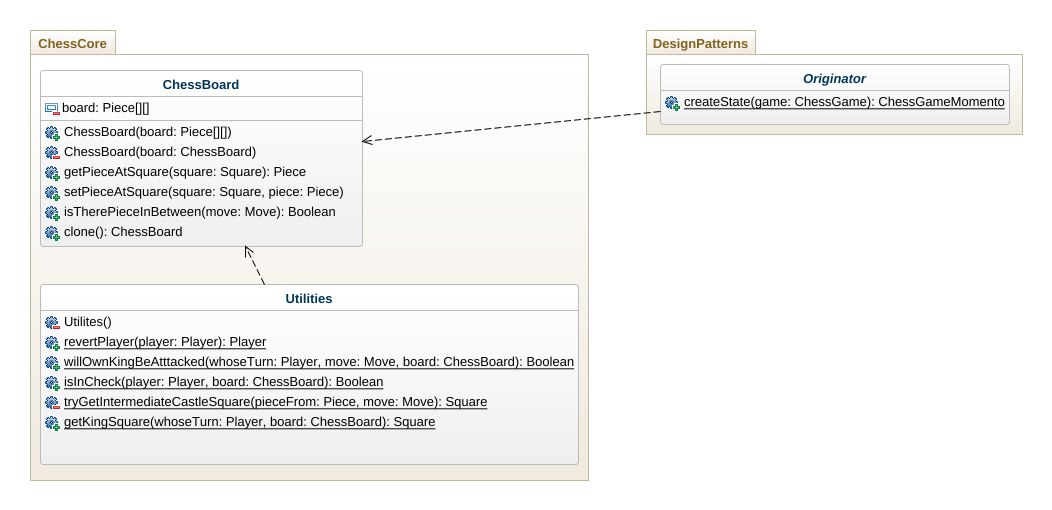 ChessCore
ChessBoard
board: Piece[][]
ChessBoard(board: Piece[][])
ChessBoard(board: ChessBoard)
getPieceAtSquare(square: Square): Piece
setPieceAtSquare(square: Square, piece: Piece)
isTherePieceInBetween(move: Move): Boolean
clone(): ChessBoard
Utilities
Utilites()
revertPlayer(player: Player): Player
willOwnKingBeAtttacked(whoseTurn: Player, move: Move, board: ChessBoard): Boolean
isInCheck(player: Player, board: ChessBoard): Boolean
tryGetIntermediateCastleSquare(pieceFrom: Piece, move: Move): Square
getKingSquare(whoseTurn: Player, board: ChessBoard): Square
DesignPatterns
Originator
createState(game: ChessGame): ChessGameMomento